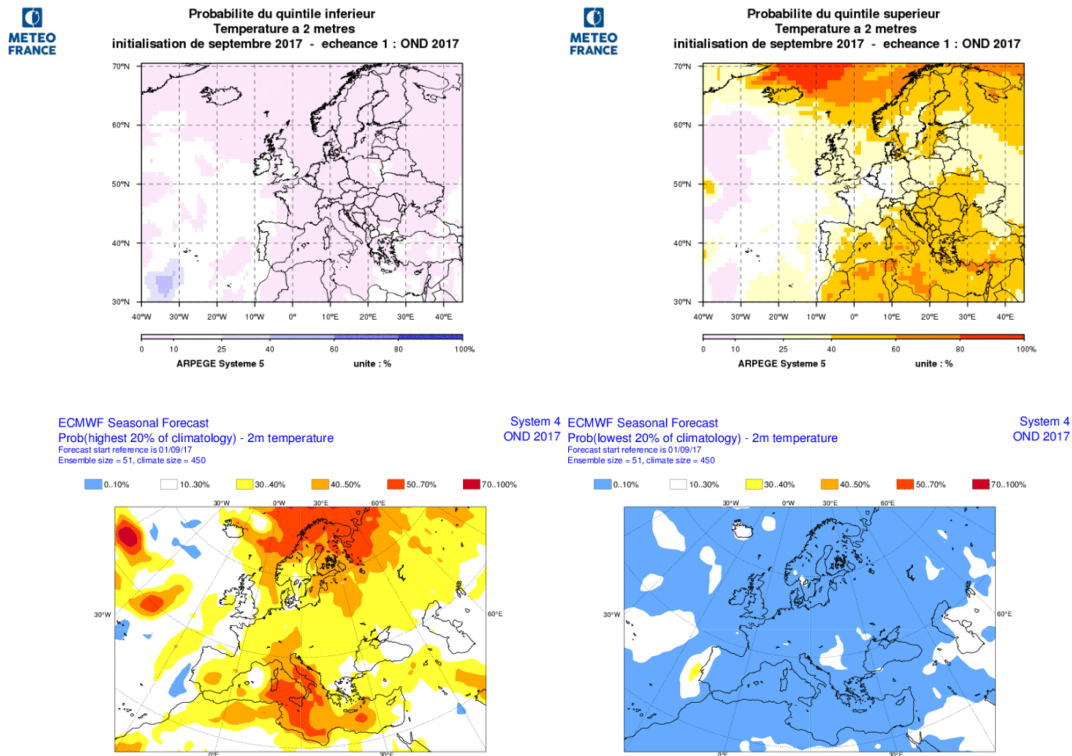 METEO
FRANCE
Probabilite du quintile inferieur
Temperature a 2 metres
initialisation de septembre 2017 - echeance 1 : OND 2017
70°N
60°N
50°N
40°N
30°N
40°W 30°W 20°W 10°W 0° 10°E 20°E 30°E 40°E
0 10 25 40 60 80 100%
ARPEGE Systeme 5 unite : %
METEO
FRANCE
Probabilite du quintile superieur
Temperature a 2 metres
initialisation de septembre 2017 - echeance 1 : OND 2017
70°N
60°N
50°N
40°N
30°N
40°W 30°W 20°W 10°W 0° 10°E 20°E 30°E 40°E
0 10 25 40 60 80 100%
ARPEGE Systeme 5 unite : %
ECMWF Seasonal Forecast System 4
Prob(highest 20% of climatology) - 2m temperature OND 2017
Forecast start reference is 01/09/17
Ensemble size = 51, climate size = 450
0..10% 10..30% 30..40% 40..50% 50..70% 70..100%
30°W 0°W 30°E 60°E
30°W 60°E
0°E 30°E
ECMWF Seasonal Forecast System 4
Prob(lowest 20% of climatology) - 2m temperature OND 2017
Forecast start reference is 01/09/17
Ensemble size = 51, climate size = 450
0..10% 10..30% 30..40% 40..50% 50..70% 70..100%
30°W 0°W 30°E 60°E
30°W 60°E
0°E 30°E